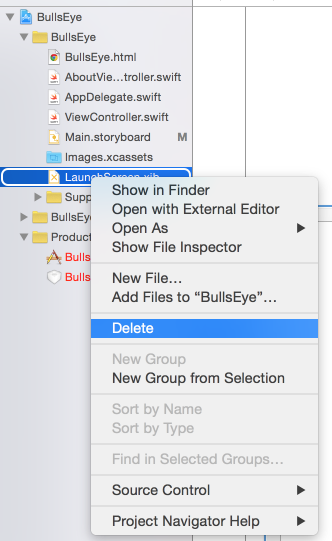 BullsEye
BullsEye
BullsEye.html
AboutVie...troller.swift
AppDelegate.swift
ViewController.swift
Main.storyboard M
Images.xcassets
LaunchScreen.xib
Supp
BullsEy
Product
Bulls
Bulls
Show in Finder
Open with External Editor
Open As
Show File Inspector
New File...
Add Files to “BullsEye”...
Delete
New Group
New Group from Selection
Sort by Name
Sort by Type
Find in Selected Groups...
Source Control
Project Navigator Help